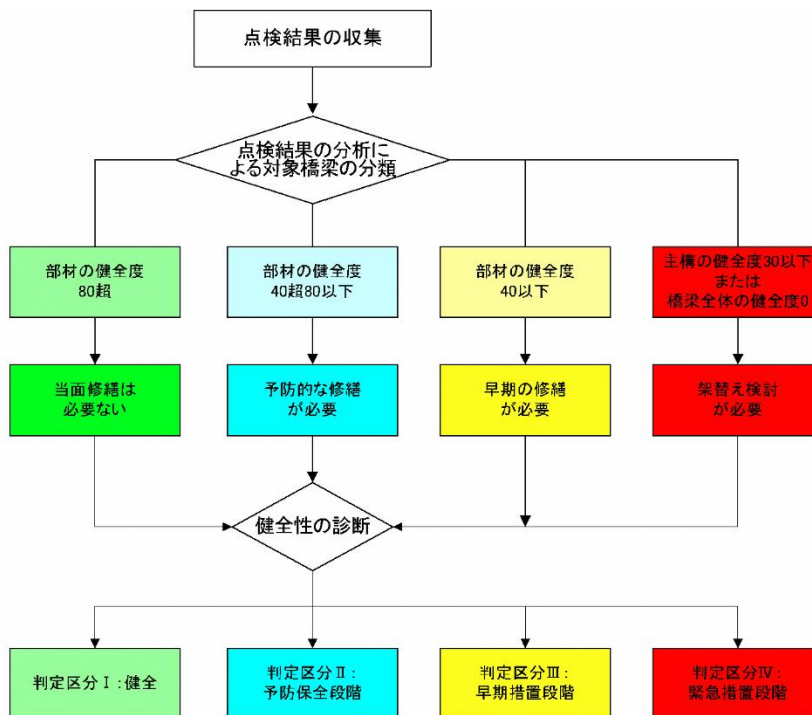 点検結果の収集
点検結果の分析に
よる対象橋梁の分類
部材の健全度
80超
部材の健全度
40超80以下
部材の健全度
40以下
主構の健全度30以下
または
橋梁全体の健全度0
当面修繕は
必要ない
予防的な修繕
が必要
早期の修繕
が必要
架替え検討
が必要
健全性の診断
判定区分Ⅰ:健全
判定区分Ⅱ:
予防保全段階
判定区分Ⅲ:
早期措置段階
判定区分Ⅳ:
緊急措置段階